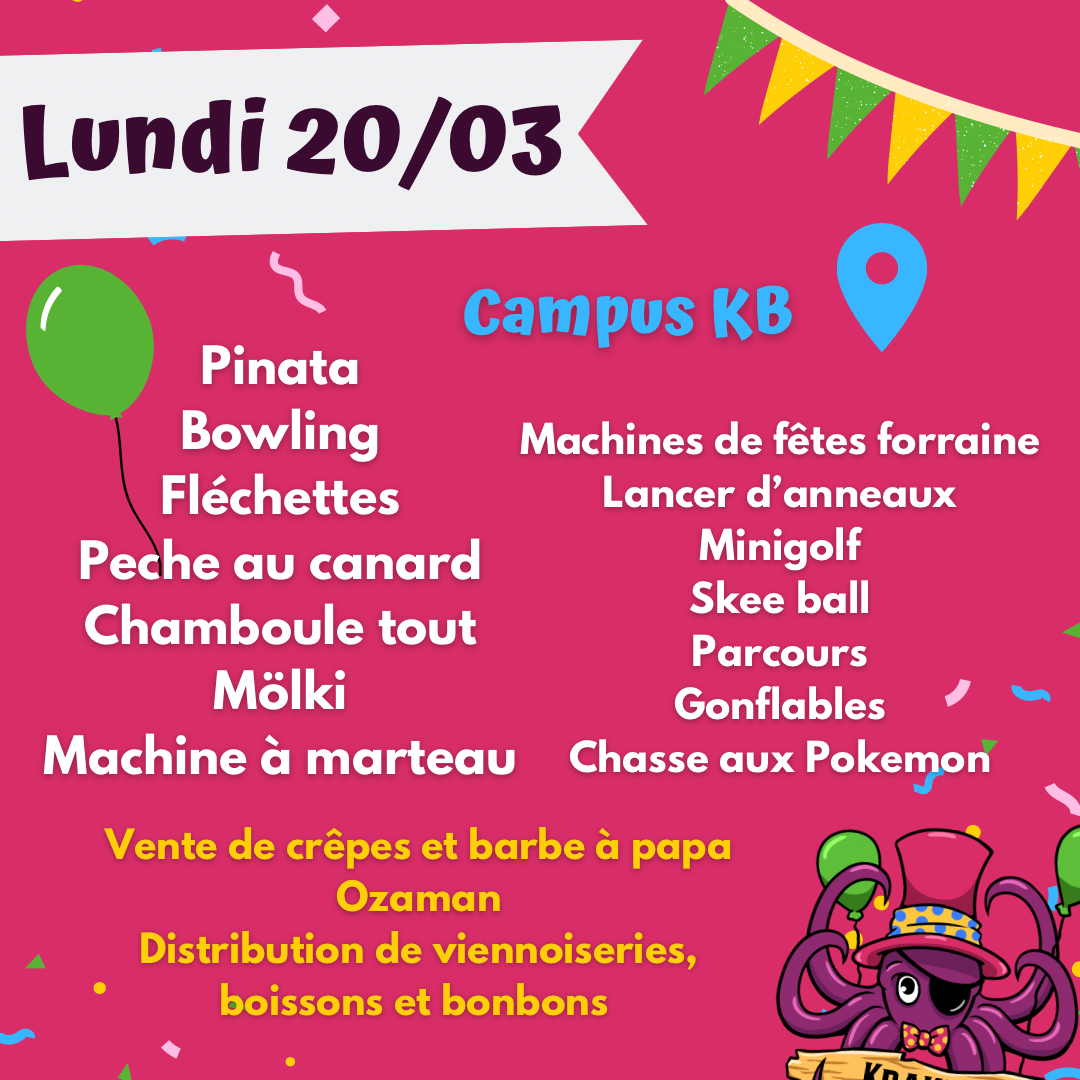 Lundi 20/03
Campus KB
Pinata
Bowling
Fléchettes
Peche au canard
Chamboule tout
Mölki
Machine à marteau
Machines de fêtes forraine
Lancer d’anneaux
Minigolf
Skee ball
Parcours
Gonflables
Chasse aux Pokemon
Vente de crêpes et barbe à papa
Ozaman
Distribution de viennoiseries,
boissons et bonbons